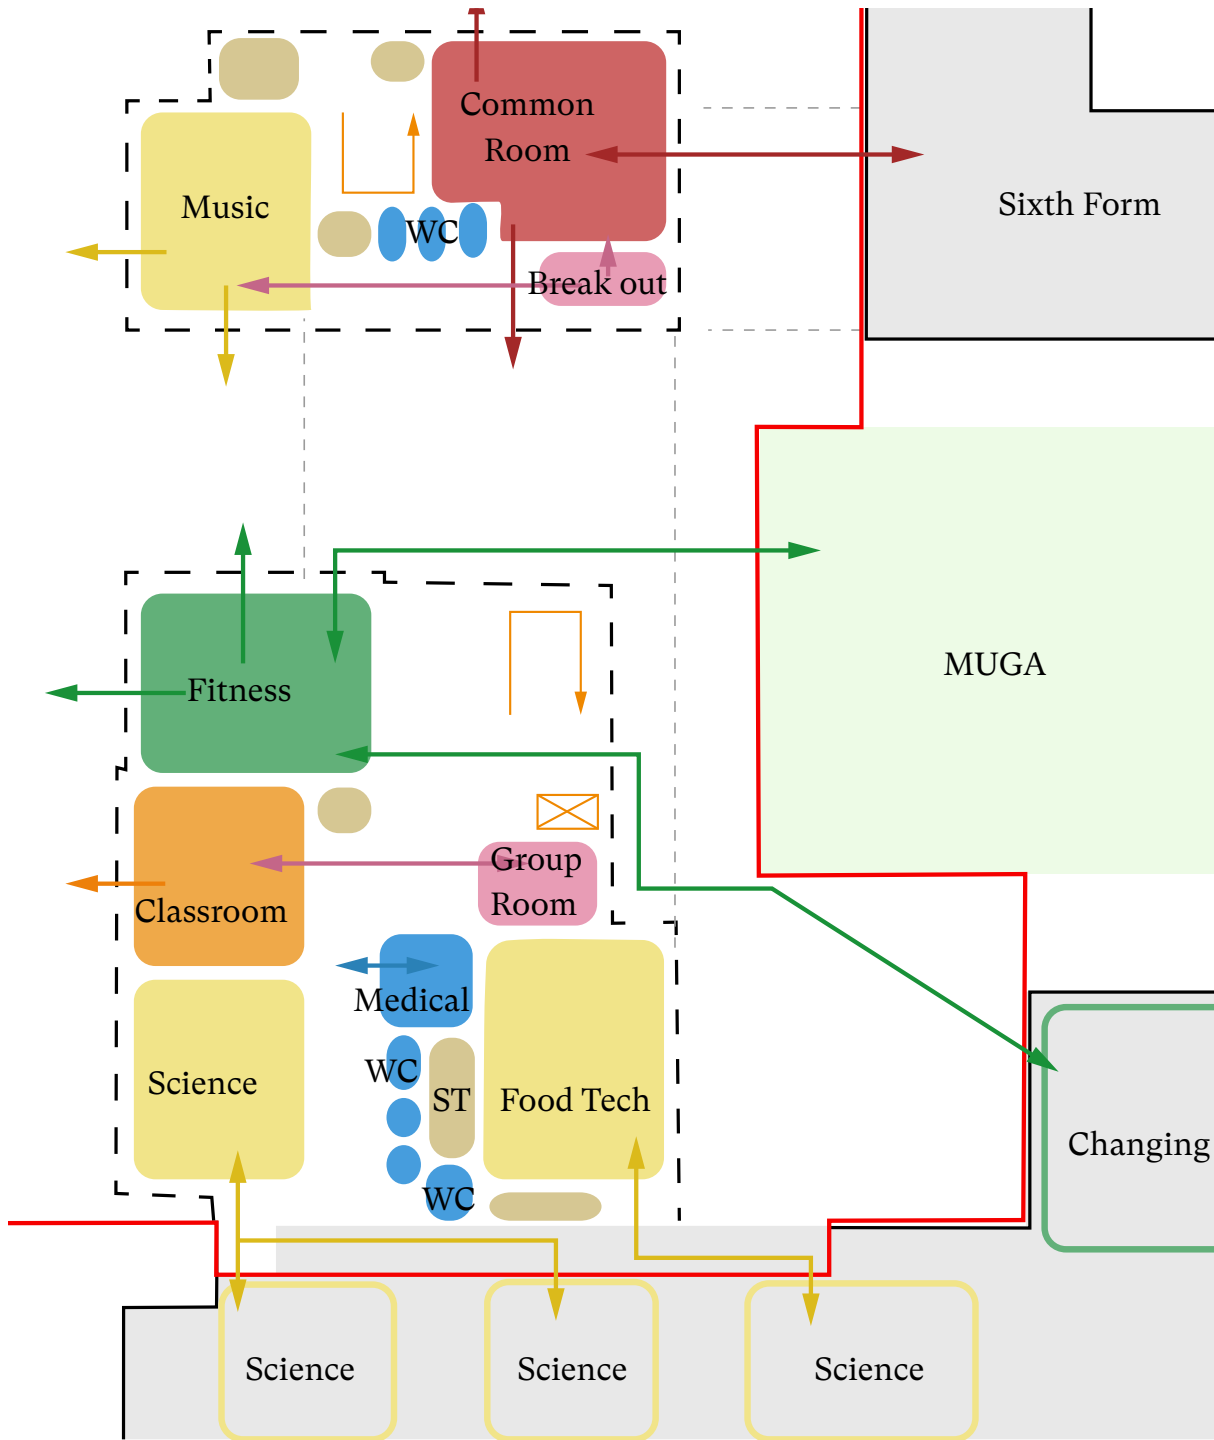 Common
Room
Sixth Form
Music
WC
Break out
MUGA
Fitness
Group
Room
Classroom
Medical
WC
Science
ST
Food Tech
Changing
WC
Science
Science
Science